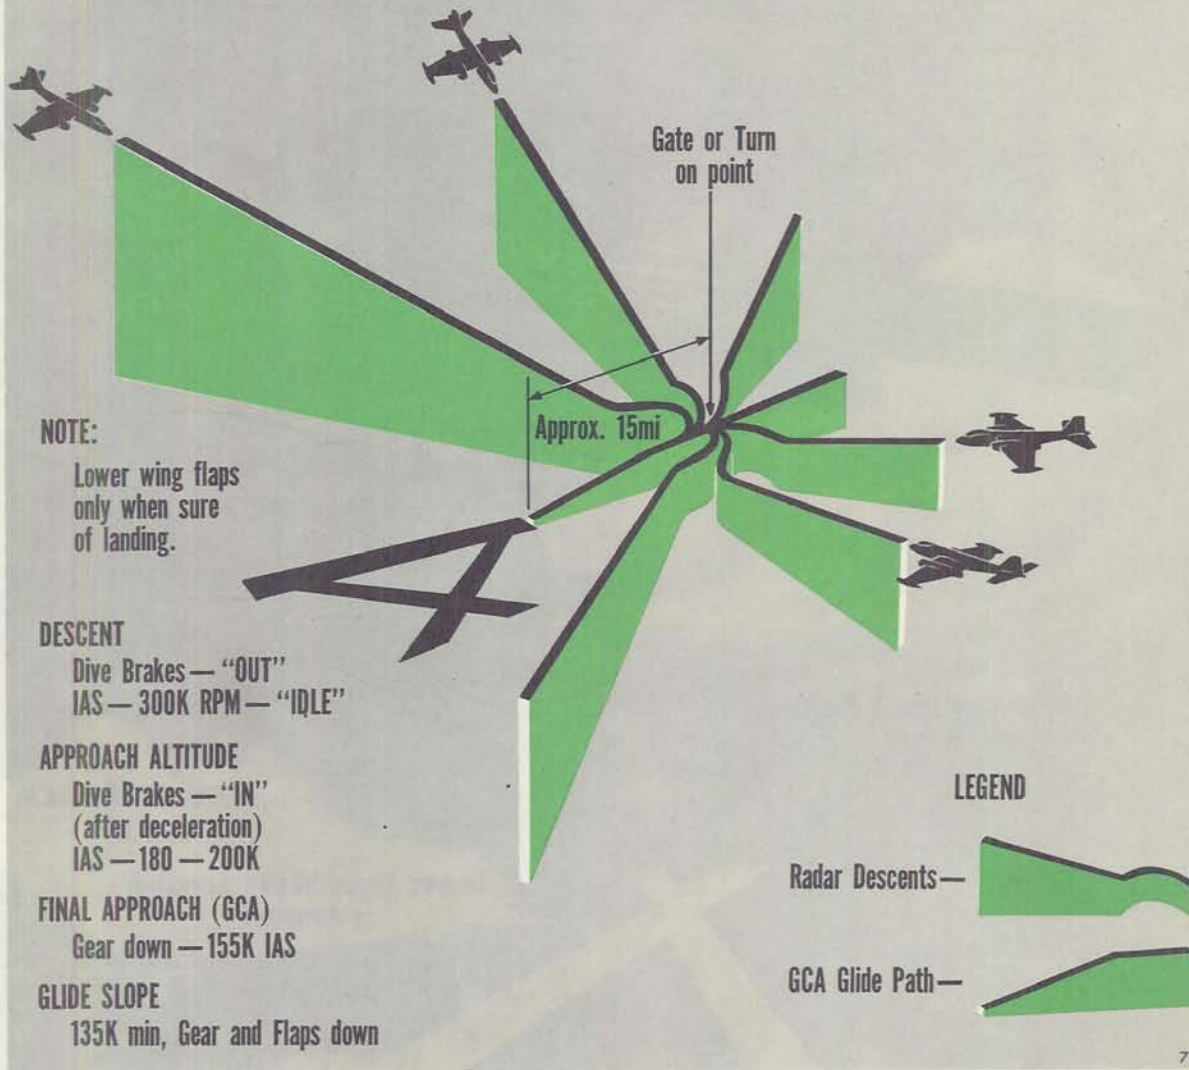 Gate or Turn
on point
Approx. 15mi
NOTE:
Lower wing flaps
only when sure
of landing.
DESCENT
Dive Brakes — “OUT”
IAS — 300K RPM — “IDLE”
APPROACH ALTITUDE
Dive Brakes — “IN”
(after deceleration)
IAS — 180 — 200K
FINAL APPROACH (GCA)
Gear down — 155K IAS
GLIDE SLOPE
135K min, Gear and Flaps down
LEGEND
Radar Descents—
GCA Glide Path—
7